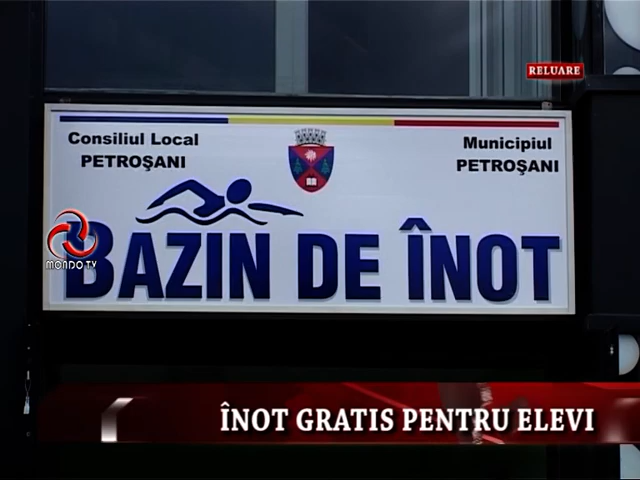 RELUARE
Consiliul Local
PETROŞANI
Municipiul
PETROŞANI
BAZIN DE ÎNOT
MONDO TV
ÎNOT GRATIS PENTRU ELEVI